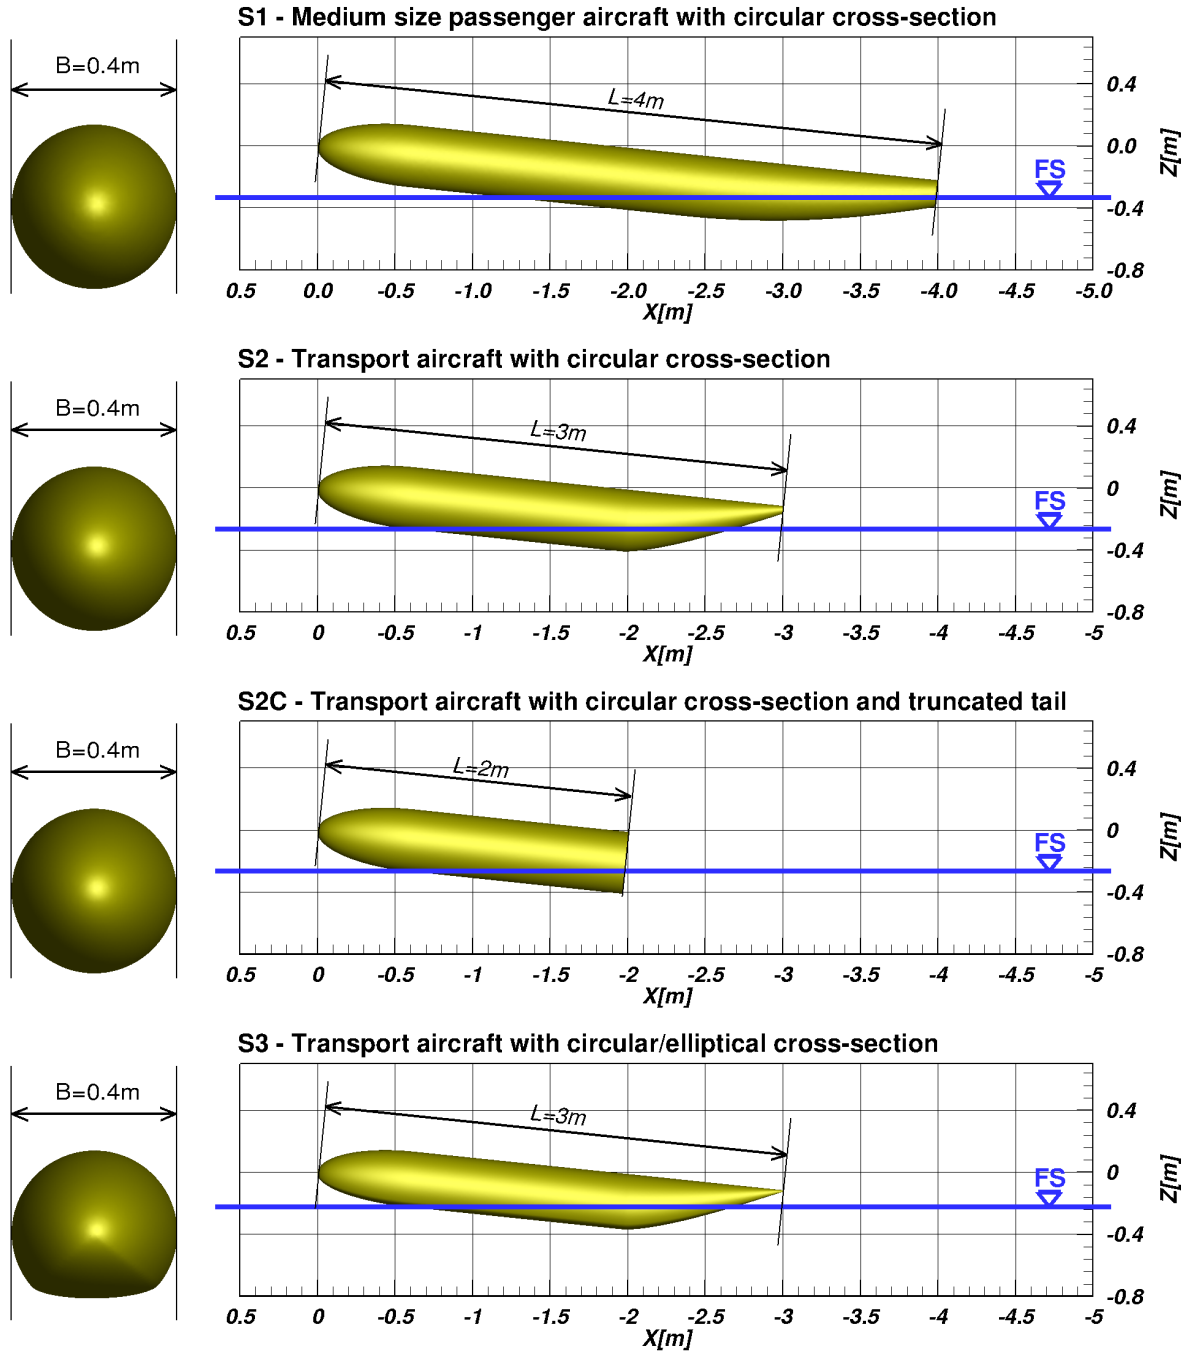 S1 - Medium size passenger aircraft with circular cross-section
B=0.4m
L=4m
0.4
0.0
-0.4
-0.8
Z[m]
FS
0.5 0.0 -0.5 -1.0 -1.5 -2.0 -2.5 -3.0 -3.5 -4.0 -4.5 -5.0
X[m]
S2 - Transport aircraft with circular cross-section
B=0.4m
L=3m
0.4
0
-0.4
-0.8
Z[m]
FS
0.5 0 -0.5 -1 -1.5 -2 -2.5 -3 -3.5 -4 -4.5 -5
X[m]
S2C - Transport aircraft with circular cross-section and truncated tail
B=0.4m
L=2m
0.4
0
-0.4
-0.8
Z[m]
FS
0.5 0 -0.5 -1 -1.5 -2 -2.5 -3 -3.5 -4 -4.5 -5
X[m]
S3 - Transport aircraft with circular/elliptical cross-section
B=0.4m
L=3m
0.4
0
-0.4
-0.8
Z[m]
FS
0.5 0 -0.5 -1 -1.5 -2 -2.5 -3 -3.5 -4 -4.5 -5
X[m]